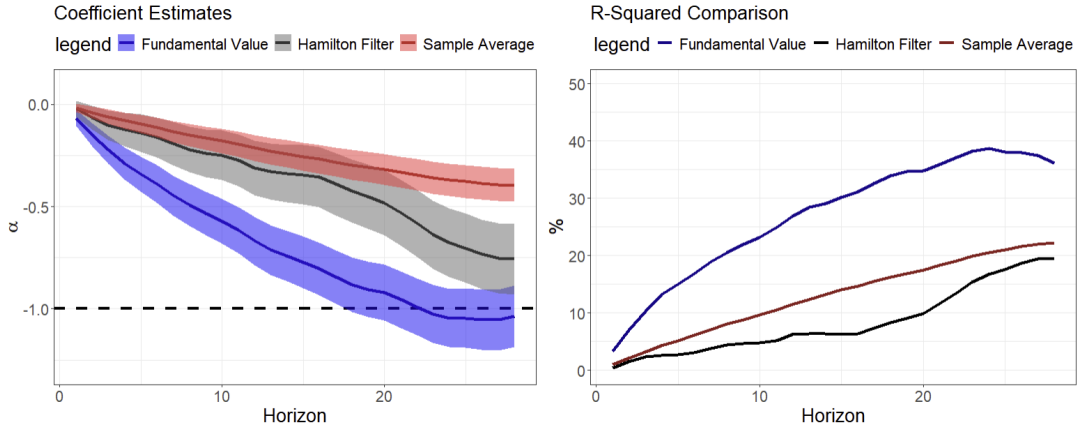 Coefficient Estimates
legend Fundamental Value Hamilton Filter Sample Average
0.0
-0.5
-1.0
α
0 10 20
Horizon
R-Squared Comparison
legend Fundamental Value Hamilton Filter Sample Average
50
40
30
20
10
0
%
0 10 20
Horizon